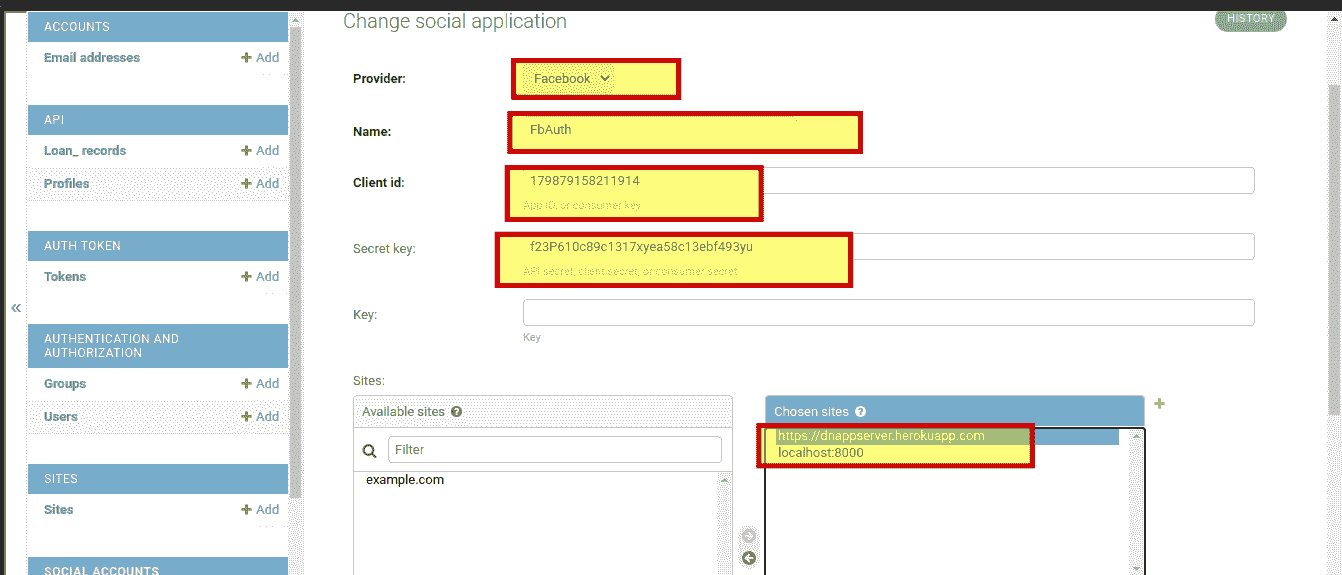 Change social application
HISTORY
ACCOUNTS
Email addresses
Add
API
Loan_ records
Add
Profiles
Add
AUTH TOKEN
Tokens
Add
AUTHENTICATION AND
AUTHORIZATION
Groups
Add
Users
Add
SITES
Sites
Add
SOCIAL ACCOUNTS
«
Provider:
Facebook
Name:
FbAuth
Client id:
179879158211914
App ID, or consumer key
Secret key:
f23P610c89c1317xyea58c13ebf493yu
API secret, client secret, or consumer secret
Key:
Key
Sites:
Available sites ?
Filter
example.com
Chosen sites ?
https://dnappserver.herokuapp.com
localhost:8000